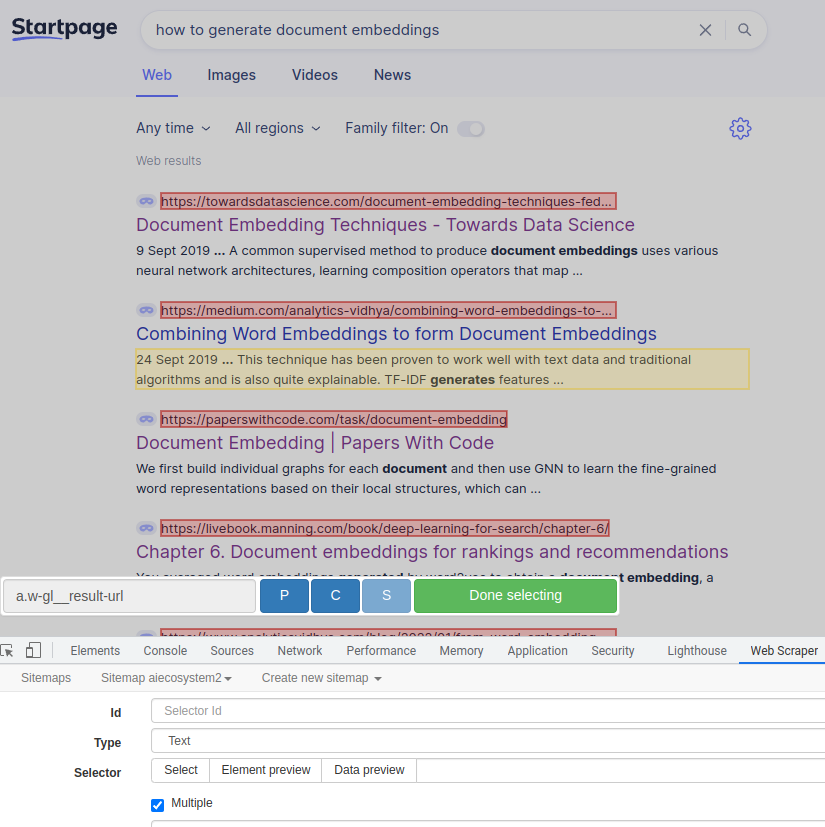 Startpage
how to generate document embeddings
Web Images Videos News
Any time All regions Family filter: On
Web results
https://towardsdatascience.com/document-embedding-techniques-fed...
Document Embedding Techniques - Towards Data Science
9 Sept 2019 ... A common supervised method to produce document embeddings uses various
neural network architectures, learning composition operators that map ...
https://medium.com/analytics-vidhya/combining-word-embeddings-to-...
Combining Word Embeddings to form Document Embeddings
24 Sept 2019 ... This technique has been proven to work well with text data and traditional
algorithms and is also quite explainable. TF-IDF generates features ...
https://paperswithcode.com/task/document-embedding
Document Embedding | Papers With Code
We first build individual graphs for each document and then use GNN to learn the fine-grained
word representations based on their local structures, which can ...
https://livebook.manning.com/book/deep-learning-for-search/chapter-6/
Chapter 6. Document embeddings for rankings and recommendations
document embedding, a
a.w-gl__result-url P C S Done selecting
Elements Console Sources Network Performance Memory Application Security Lighthouse Web Scraper
Sitemaps Sitemap aiecosystem2 Create new sitemap
Id Selector Id
Type Text
Selector Select Element preview Data preview
Multiple